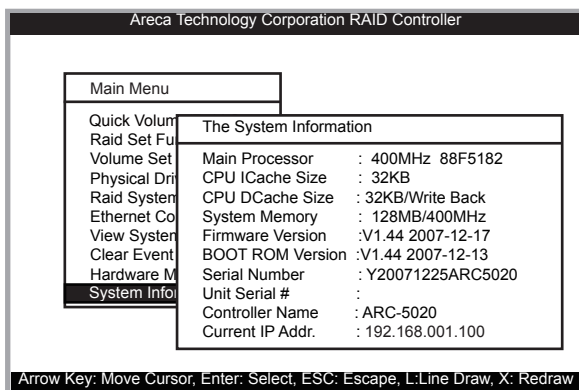 Areca Technology Corporation RAID Controller
Main Menu
Quick Volum
Raid Set Fu
Volume Set
Physical Dri
Raid System
Ethernet Co
View System
Clear Event
Hardware M
System Infor
The System Information
Main Processor : 400MHz 88F5182
CPU ICache Size : 32KB
CPU DCache Size : 32KB/Write Back
System Memory : 128MB/400MHz
Firmware Version :V1.44 2007-12-17
BOOT ROM Version :V1.44 2007-12-13
Serial Number : Y20071225ARC5020
Unit Serial # :
Controller Name : ARC-5020
Current IP Addr. : 192.168.001.100
Arrow Key: Move Cursor, Enter: Select, ESC: Escape, L:Line Draw, X: Redraw